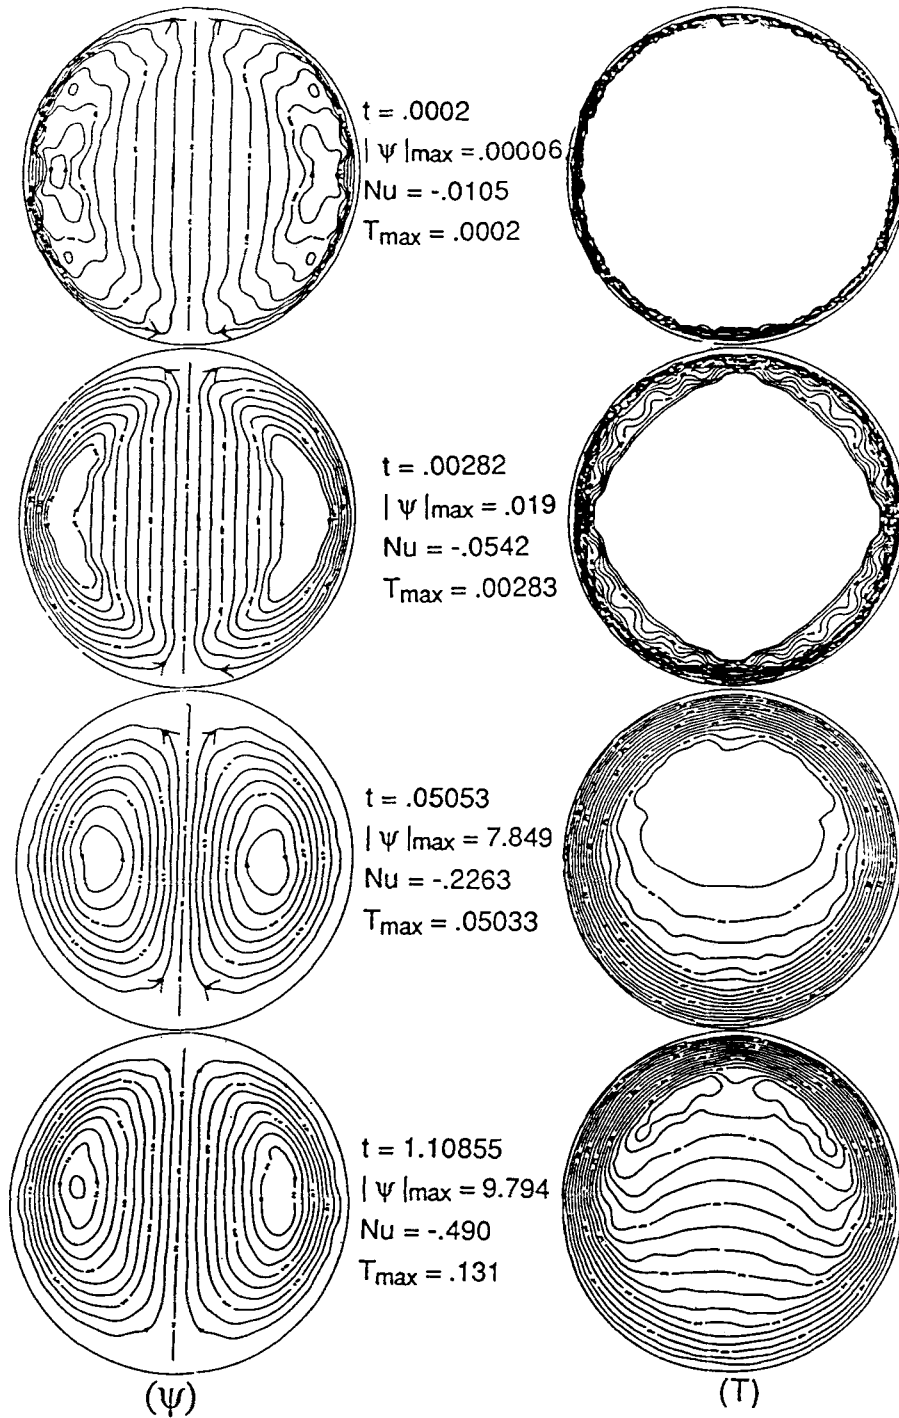 t = .0002
|ψ|max = .00006
Nu = -.0105
Tmax = .0002
t = .00282
|ψ|max = .019
Nu = -.0542
Tmax = .00283
t = .05053
|ψ|max = 7.849
Nu = -.2263
Tmax = .05033
t = 1.10855
|ψ|max = 9.794
Nu = -.490
Tmax = .131
(ψ)
(T)